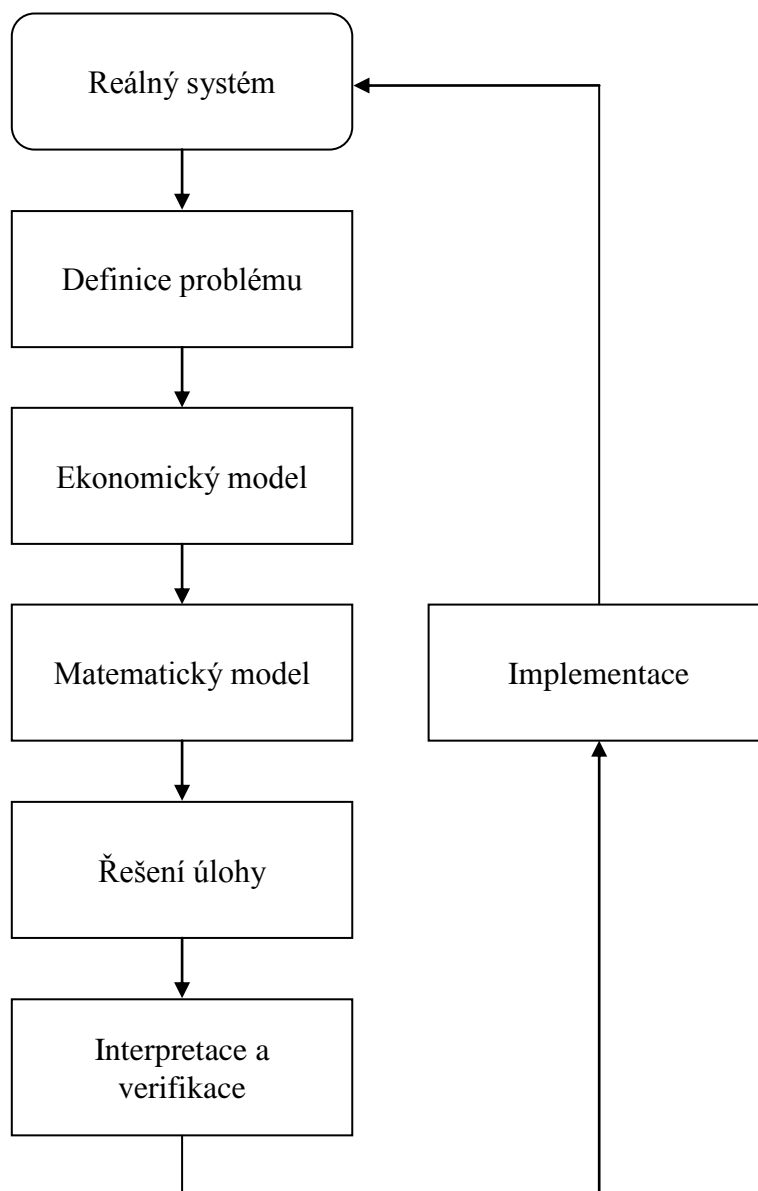 Reálný systém
Definice problému
Ekonomický model
Matematický model
Implementace
Řešení úlohy
Interpretace a
verifikace